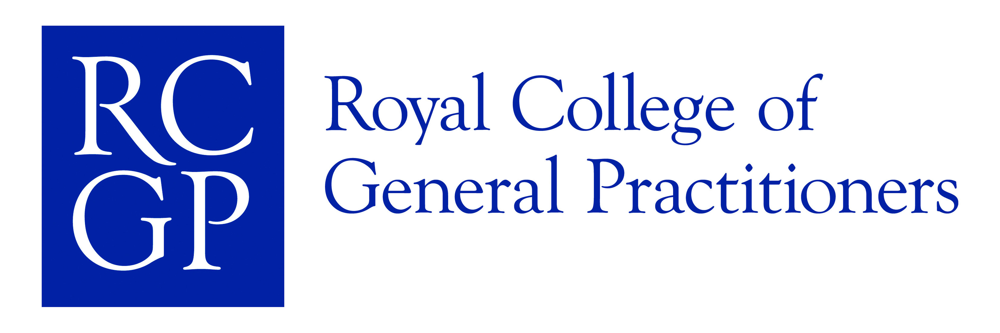 RC
GP
Royal College of
General Practitioners